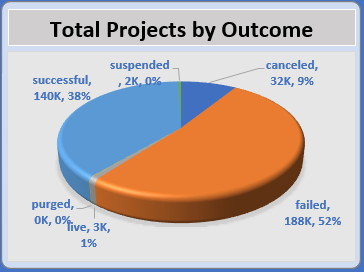 Total Projects by Outcome
suspended
, 2K, 0%
canceled,
32K, 9%
successful,
140K, 38%
purged,
0K, 0%
live, 3K,
1%
failed,
188K, 52%